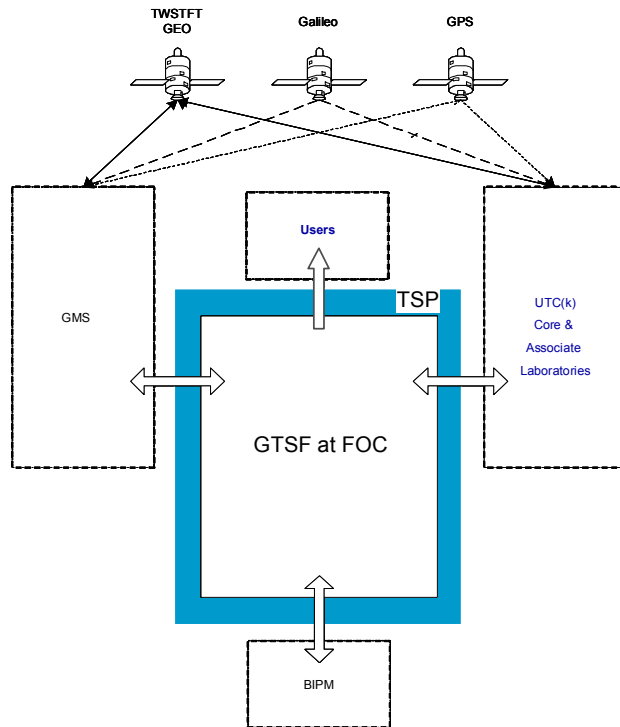 TWSTFT
GEO
Galileo
GPS
Users
TSP
GMS
UTC(k)
Core &
Associate
Laboratories
GTSF at FOC
BIPM